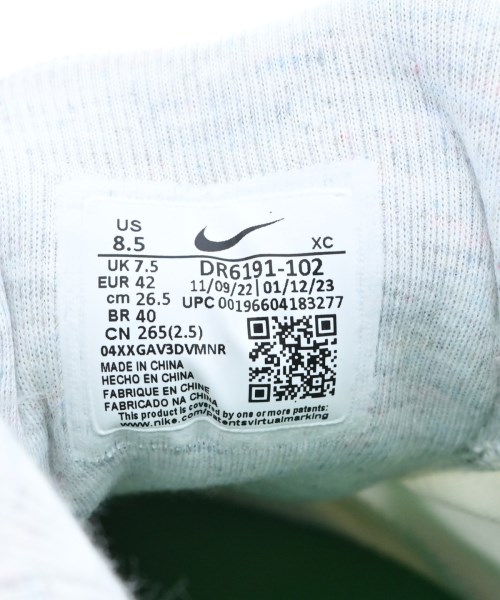 US
8.5
XC
UK 7.5
DR6191-102
EUR 42
11/09/22 | 01/12/23
cm 26.5
UPC 00196604183277
BR 40
CN 265(2.5)
04XXGAV3DVMNR
MADE IN CHINA
HECHO EN CHINA
FABRIQUE EN CHINE
FABRICADO NA CHINA
This product is covered by one or more patents:
www.nike.com/patentsvirtualmarking